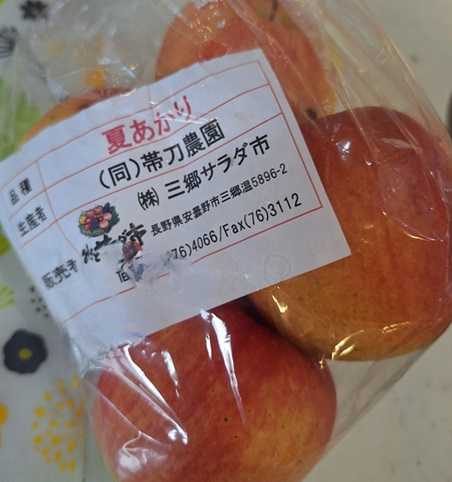 品種 夏あかり
生産者 (同)帯刀農園
販売者 ㈱ 三郷サラダ市
長野県安曇野市三郷温5896-2
76)4066/Fax(76)3112